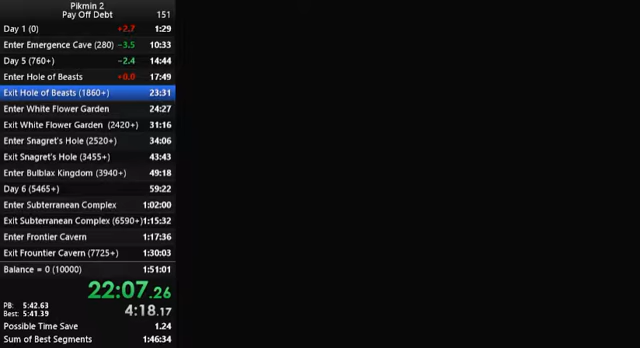 Pikmin 2
Pay Off Debt 151
Day 1 (0) +2.7 1:29
Enter Emergence Cave (280) −3.5 10:33
Day 5 (760+) −2.4 14:44
Enter Hole of Beasts +0.0 17:49
Exit Hole of Beasts (1860+) 23:31
Enter White Flower Garden 24:27
Exit White Flower Garden (2420+) 31:16
Enter Snagret's Hole (2520+) 34:06
Exit Snagret's Hole (3455+) 43:43
Enter Bulblax Kingdom (3940+) 49:18
Day 6 (5465+) 59:22
Enter Subterranean Complex 1:02:00
Exit Subterranean Complex (6590+) 1:15:32
Enter Frontier Cavern 1:17:36
Exit Frountier Cavern (7725+) 1:30:03
Balance = 0 (10000) 1:51:01
22:07.26
PB: 5:42.63
Best: 5:41.39
4:18.17
Possible Time Save 1.24
Sum of Best Segments 1:46:34